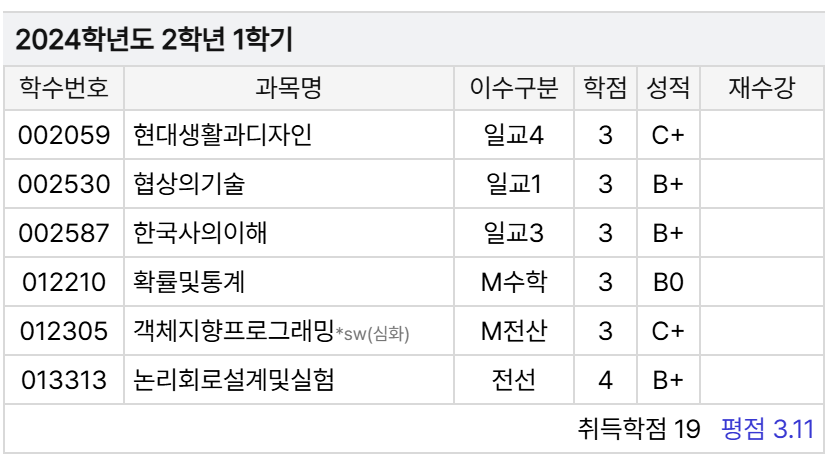 2024학년도 2학년 1학기
학수번호 과목명 이수구분 학점 성적 재수강
002059 현대생활과디자인 일교4 3 C+
002530 협상의기술 일교1 3 B+
002587 한국사의이해 일교3 3 B+
012210 확률및통계 M수학 3 B0
012305 객체지향프로그래밍*sw(심화) M전산 3 C+
013313 논리회로설계및실험 전선 4 B+
취득학점 19 평점 3.11